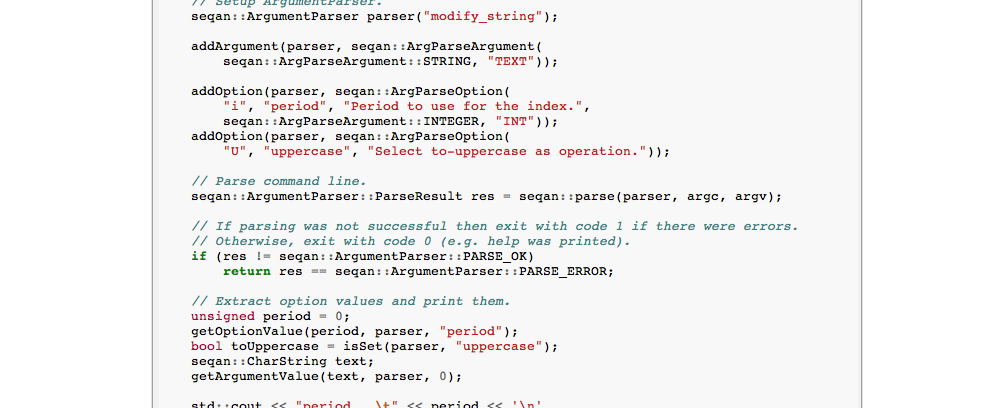 // Setup ArgumentParser.
seqan::ArgumentParser parser("modify_string");
addArgument(parser, seqan::ArgParseArgument(
seqan::ArgParseArgument::STRING, "TEXT"));
addOption(parser, seqan::ArgParseOption(
"i", "period", "Period to use for the index.",
seqan::ArgParseArgument::INTEGER, "INT"));
addOption(parser, seqan::ArgParseOption(
"U", "uppercase", "Select to-uppercase as operation."));
// Parse command line.
seqan::ArgumentParser::ParseResult res = seqan::parse(parser, argc, argv);
// If parsing was not successful then exit with code 1 if there were errors.
// Otherwise, exit with code 0 (e.g. help was printed).
if (res != seqan::ArgumentParser::PARSE_OK)
return res == seqan::ArgumentParser::PARSE_ERROR;
// Extract option values and print them.
unsigned period = 0;
getOptionValue(period, parser, "period");
bool toUppercase = isSet(parser, "uppercase");
seqan::CharString text;
getArgumentValue(text, parser, 0);
std::cout << "period   \t" << period << '\n'